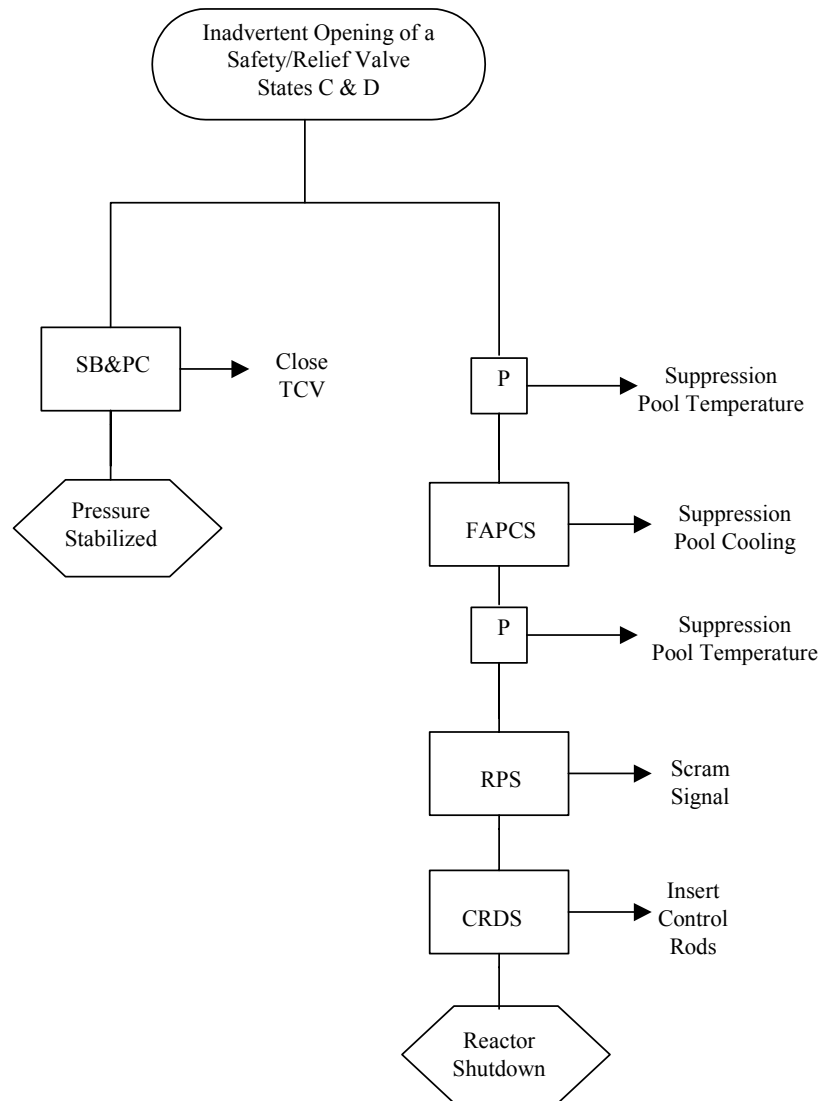 Inadvertent Opening of a
Safety/Relief Valve
States C & D
SB&PC
Close
TCV
Pressure
Stabilized
P
Suppression
Pool Temperature
FAPCS
Suppression
Pool Cooling
P
Suppression
Pool Temperature
RPS
Scram
Signal
CRDS
Insert
Control
Rods
Reactor
Shutdown